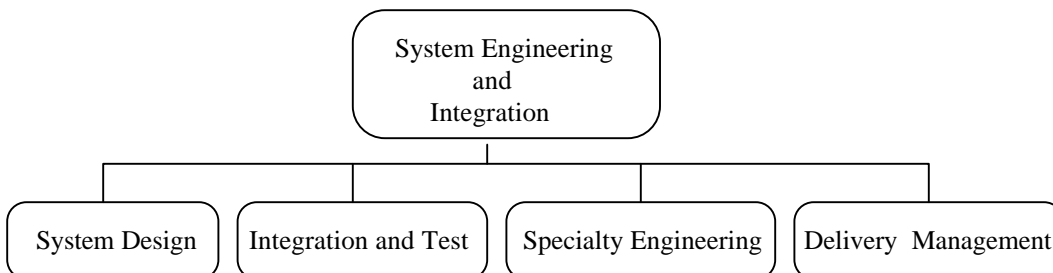 System Engineering
and
Integration
System Design
Integration and Test
Specialty Engineering
Delivery Management